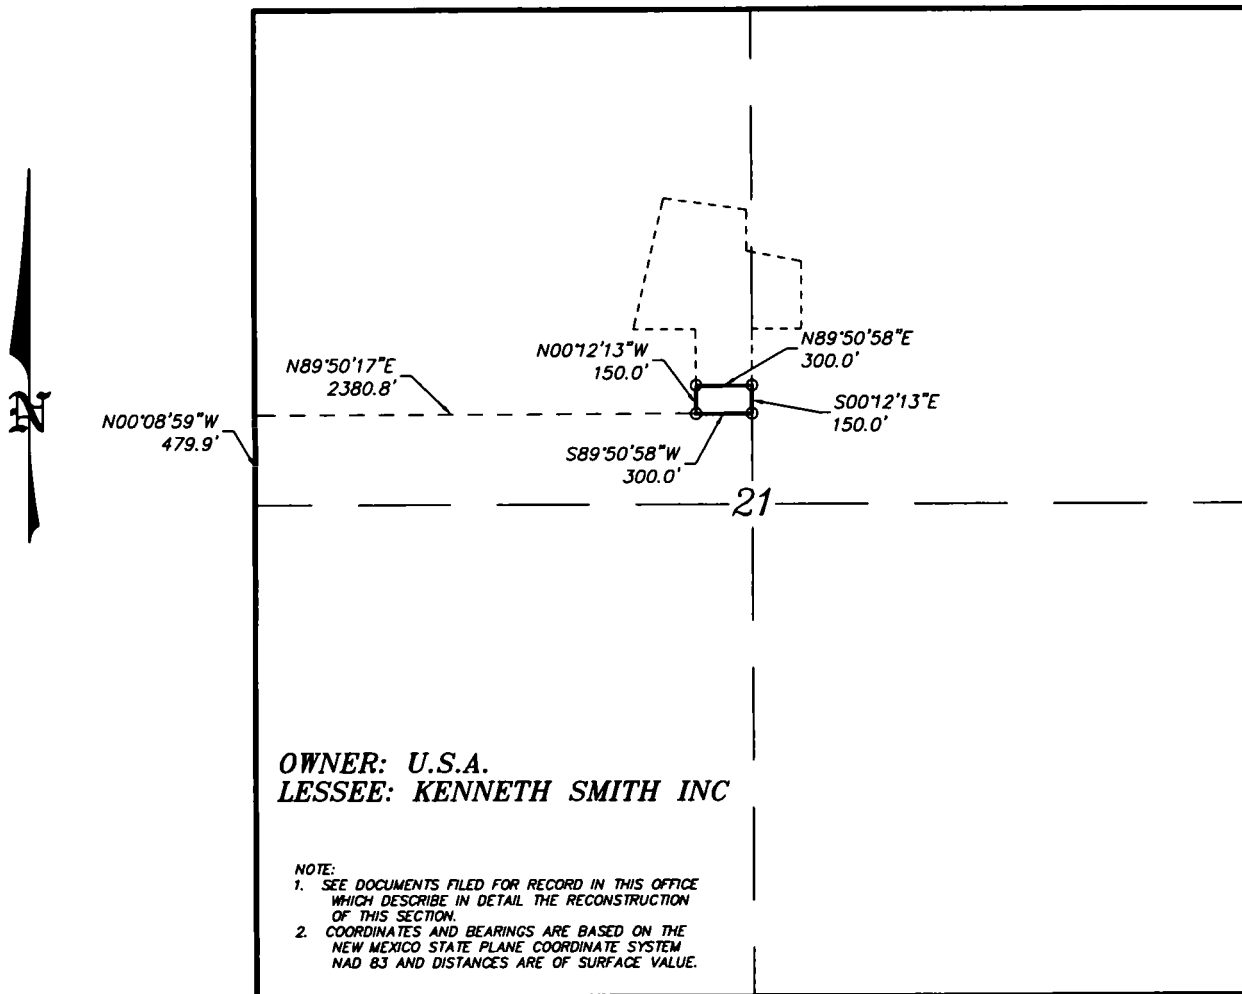 N89°50'58"E
300.0'
N00°12'13"W
150.0'
N89°50'17"E
2380.8'
S00°12'13"E
150.0'
N00°08'59"W
479.9'
S89°50'58"W
300.0'
N
21
OWNER: U.S.A.
LESSEE: KENNETH SMITH INC
NOTE:
1. SEE DOCUMENTS FILED FOR RECORD IN THIS OFFICE
WHICH DESCRIBE IN DETAIL THE RECONSTRUCTION
OF THIS SECTION.
2. COORDINATES AND BEARINGS ARE BASED ON THE
NEW MEXICO STATE PLANE COORDINATE SYSTEM
NAD 83 AND DISTANCES ARE OF SURFACE VALUE.